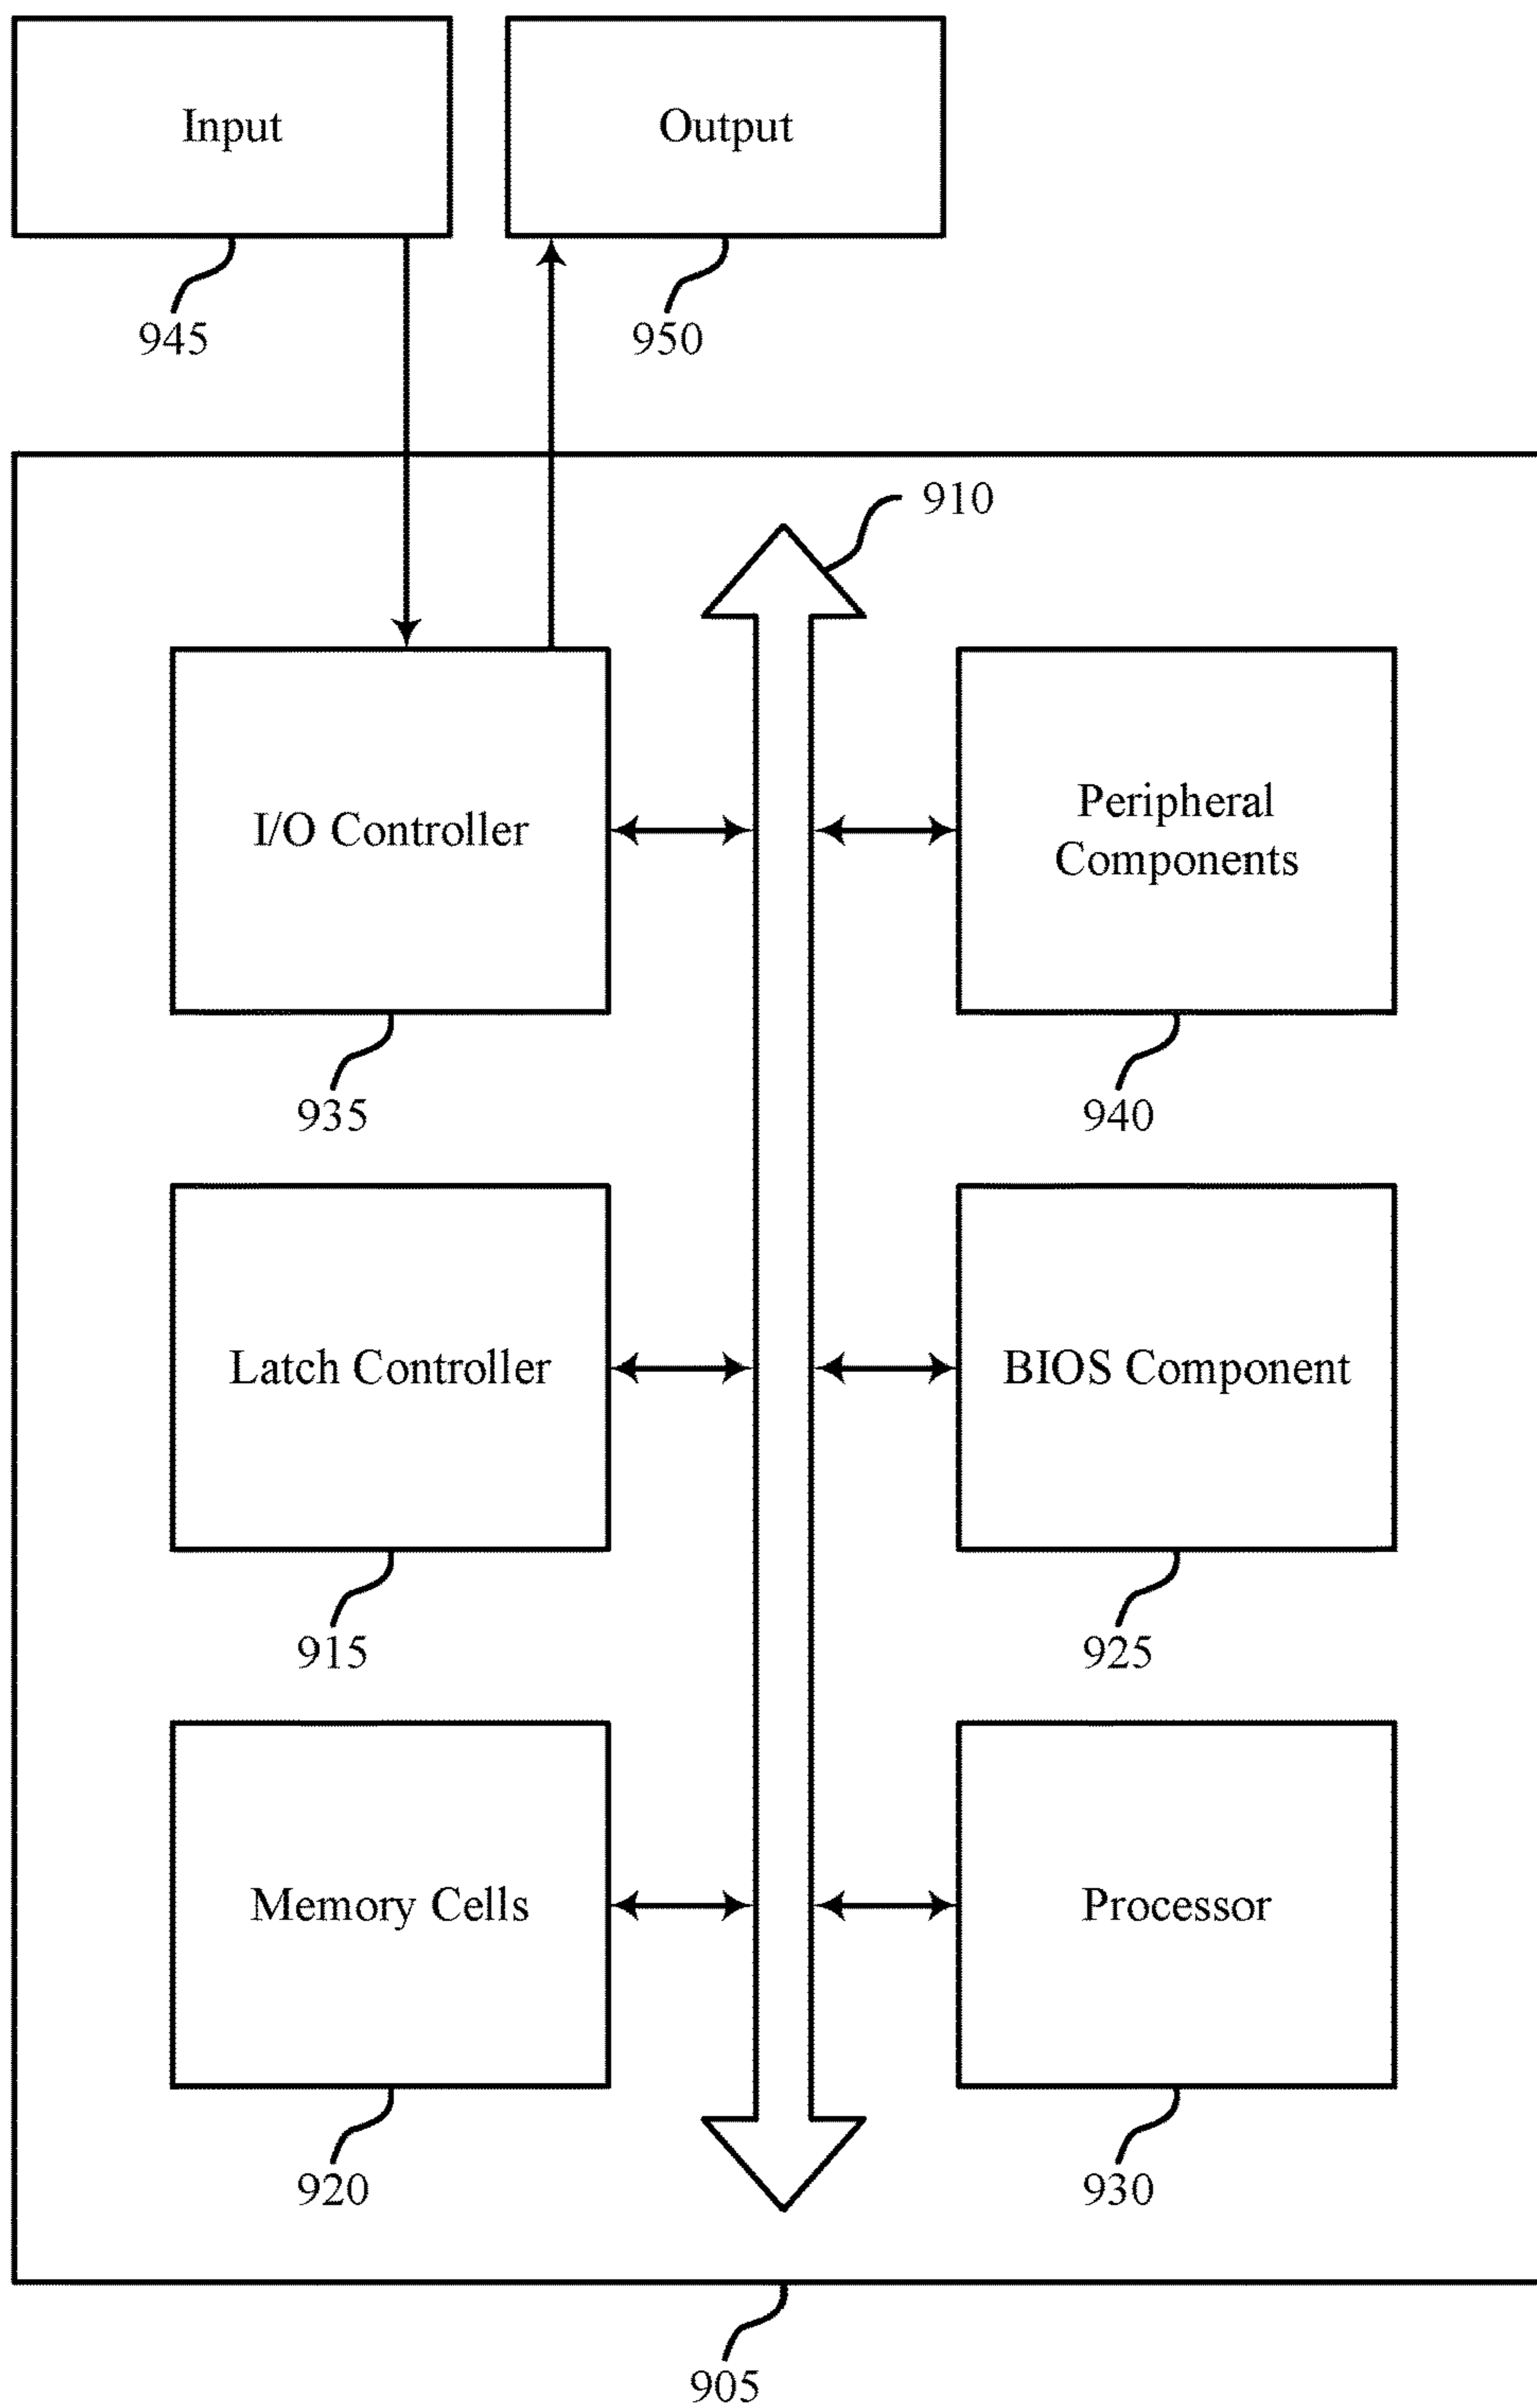 Input
Output
945
950
910
I/O Controller
Peripheral
Components
935
940
Latch Controller
BIOS Component
915
925
Memory Cells
Processor
920
930
905